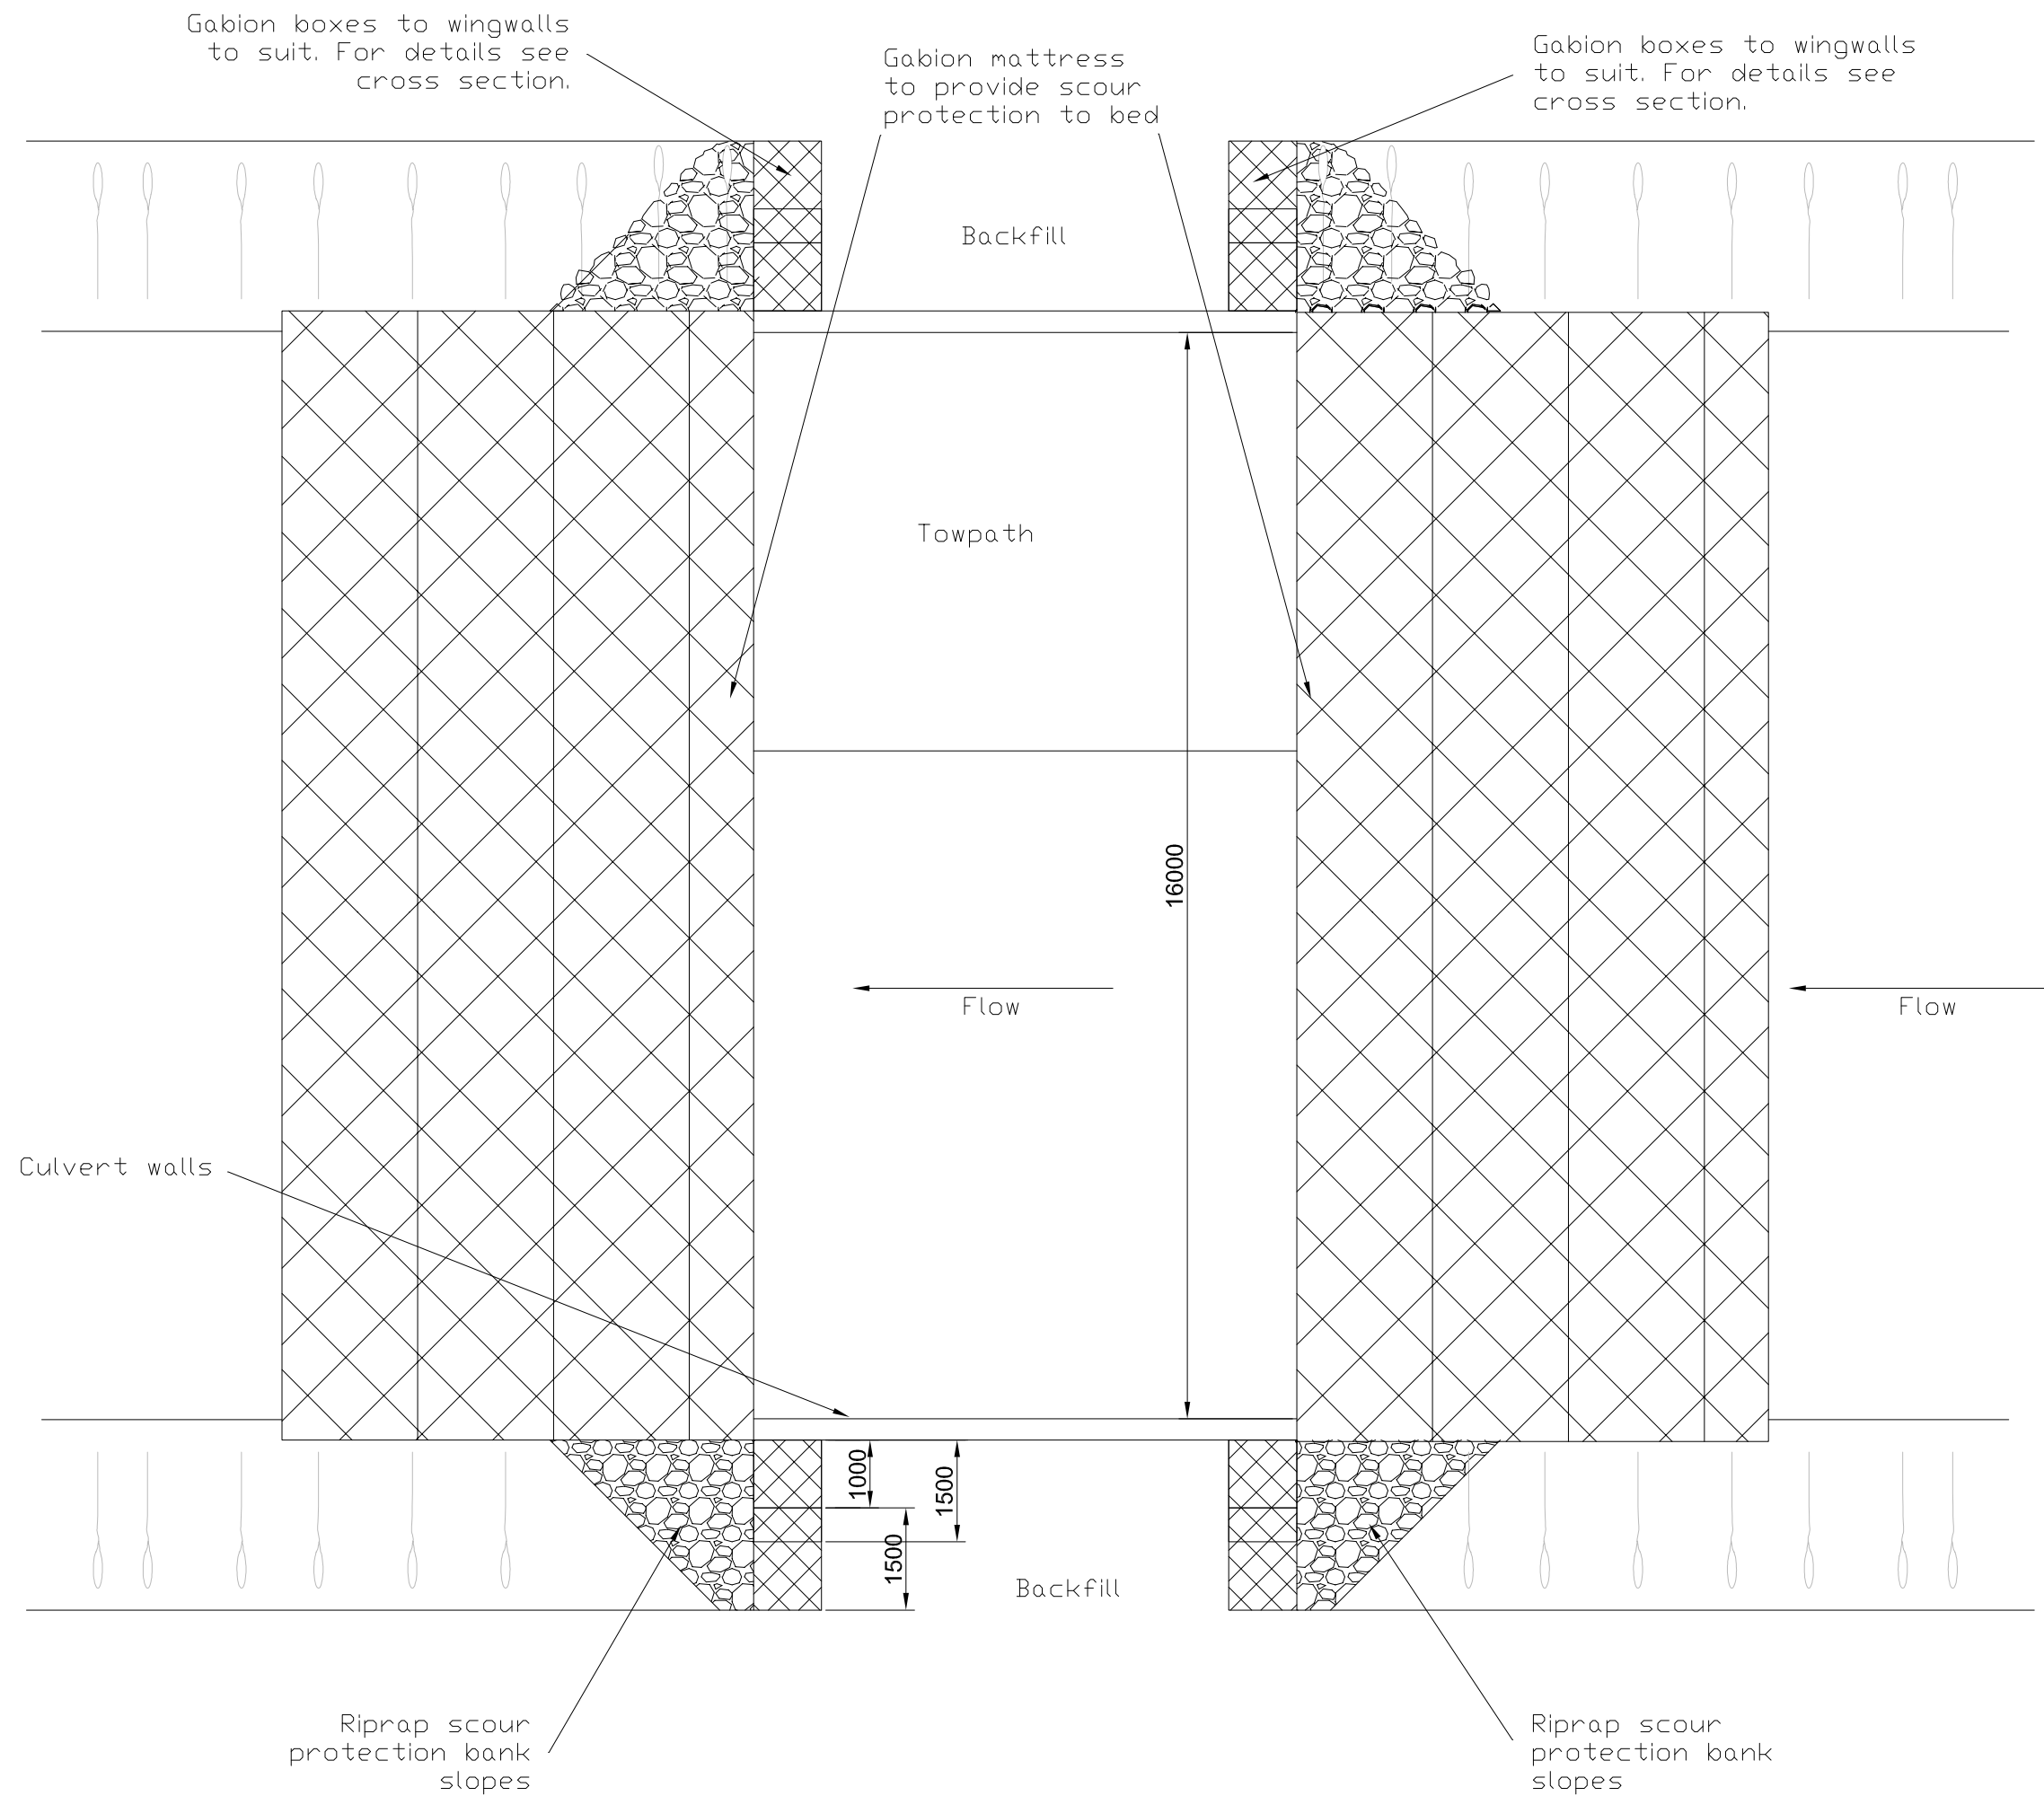 Gabion boxes to wingwalls
to suit. For details see
cross section.
Gabion mattress
to provide scour
protection to bed
Gabion boxes to wingwalls
to suit. For details see
cross section.
Backfill
Towpath
16000
Flow
Flow
Culvert walls
1000
1500
1500
Backfill
Riprap scour
protection bank
slopes
Riprap scour
protection bank
slopes